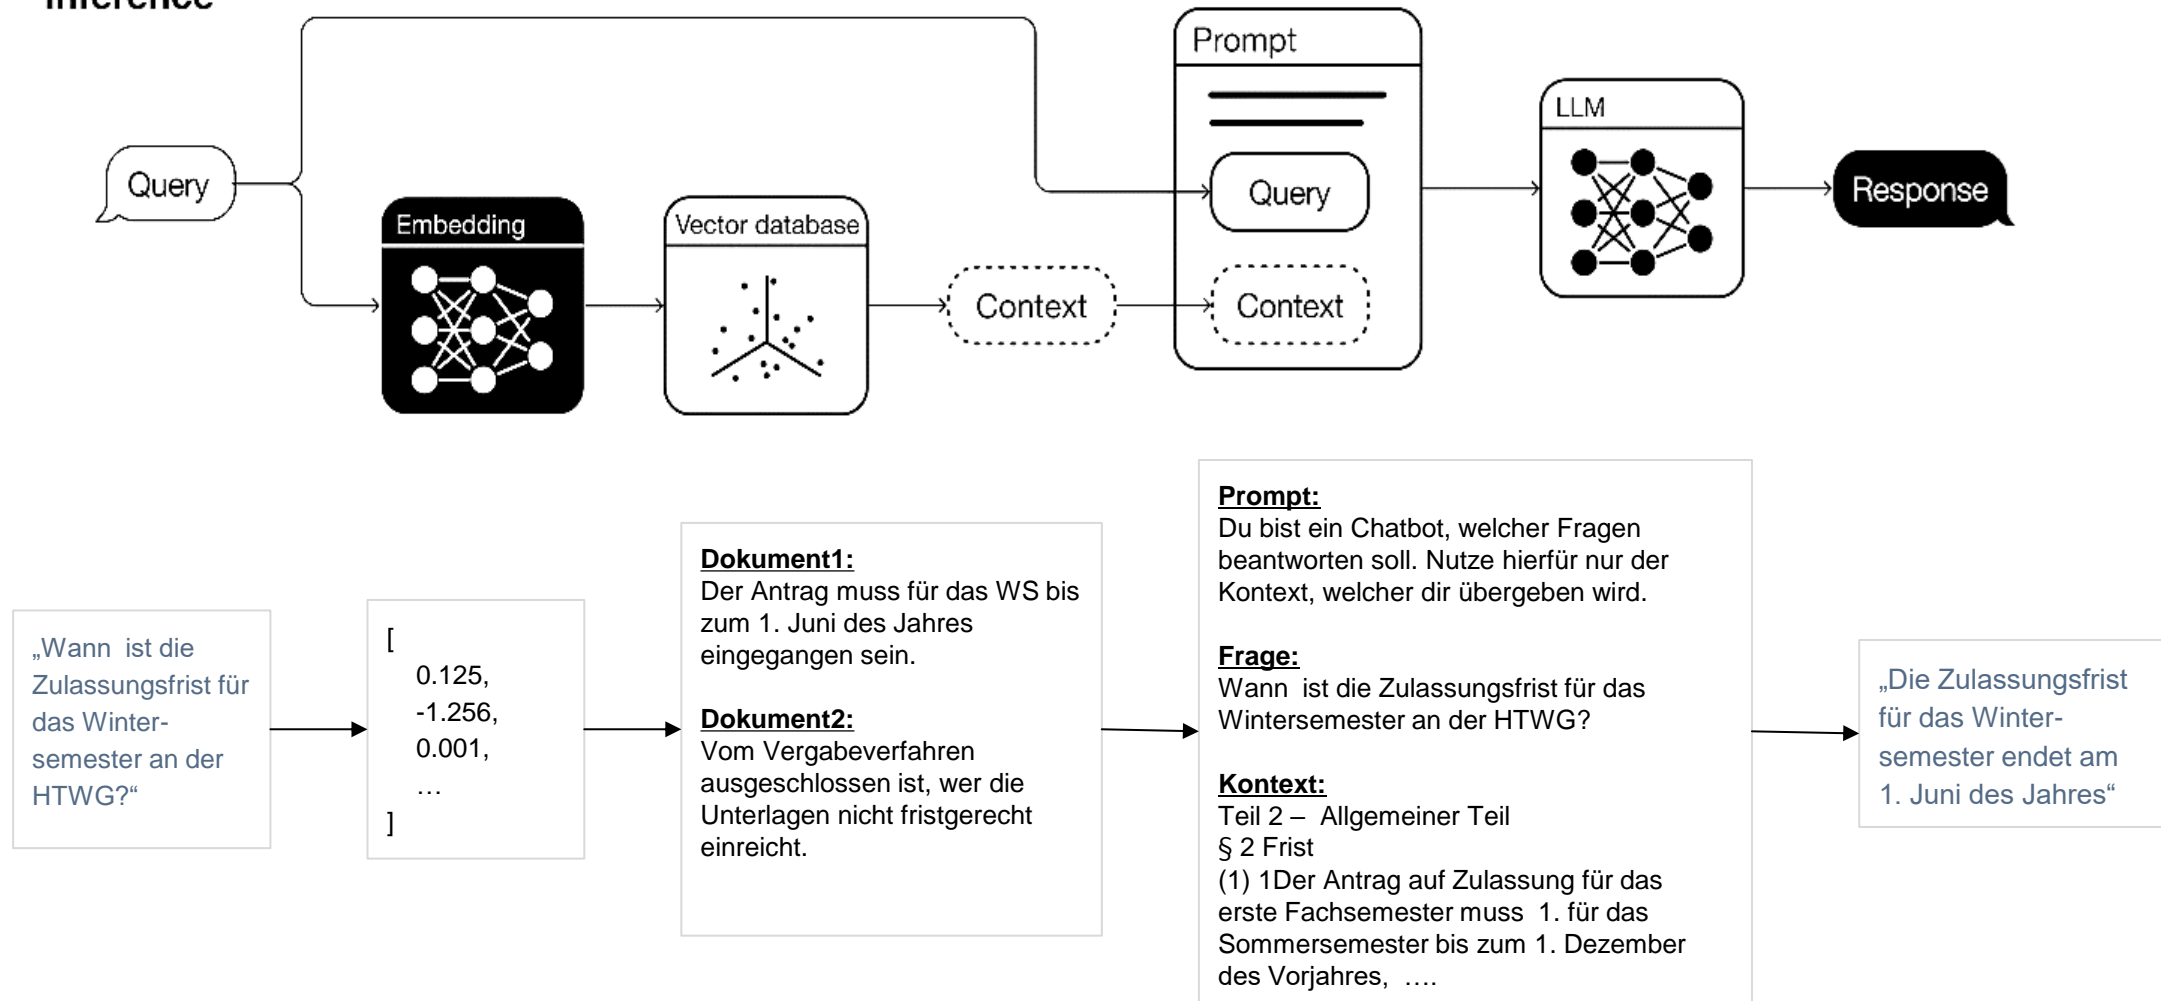 Inference
Query
Embedding
Vector database
Context
Prompt
Query
Context
LLM
Response
„Wann  ist die
Zulassungsfrist für
das Winter-
semester an der
HTWG?“
[
0.125,
-1.256,
0.001,
…
]
Dokument1:
Der Antrag muss für das WS bis
zum 1. Juni des Jahres
eingegangen sein.
Dokument2:
Vom Vergabeverfahren
ausgeschlossen ist, wer die
Unterlagen nicht fristgerecht
einreicht.
Prompt:
Du bist ein Chatbot, welcher Fragen
beantworten soll. Nutze hierfür nur der
Kontext, welcher dir übergeben wird.
Frage:
Wann  ist die Zulassungsfrist für das
Wintersemester an der HTWG?
Kontext:
Teil 2 –  Allgemeiner Teil
§ 2 Frist
(1) 1Der Antrag auf Zulassung für das
erste Fachsemester muss  1. für das
Sommersemester bis zum 1. Dezember
des Vorjahres,  ….
„Die Zulassungsfrist
für das Winter-
semester endet am
1. Juni des Jahres“